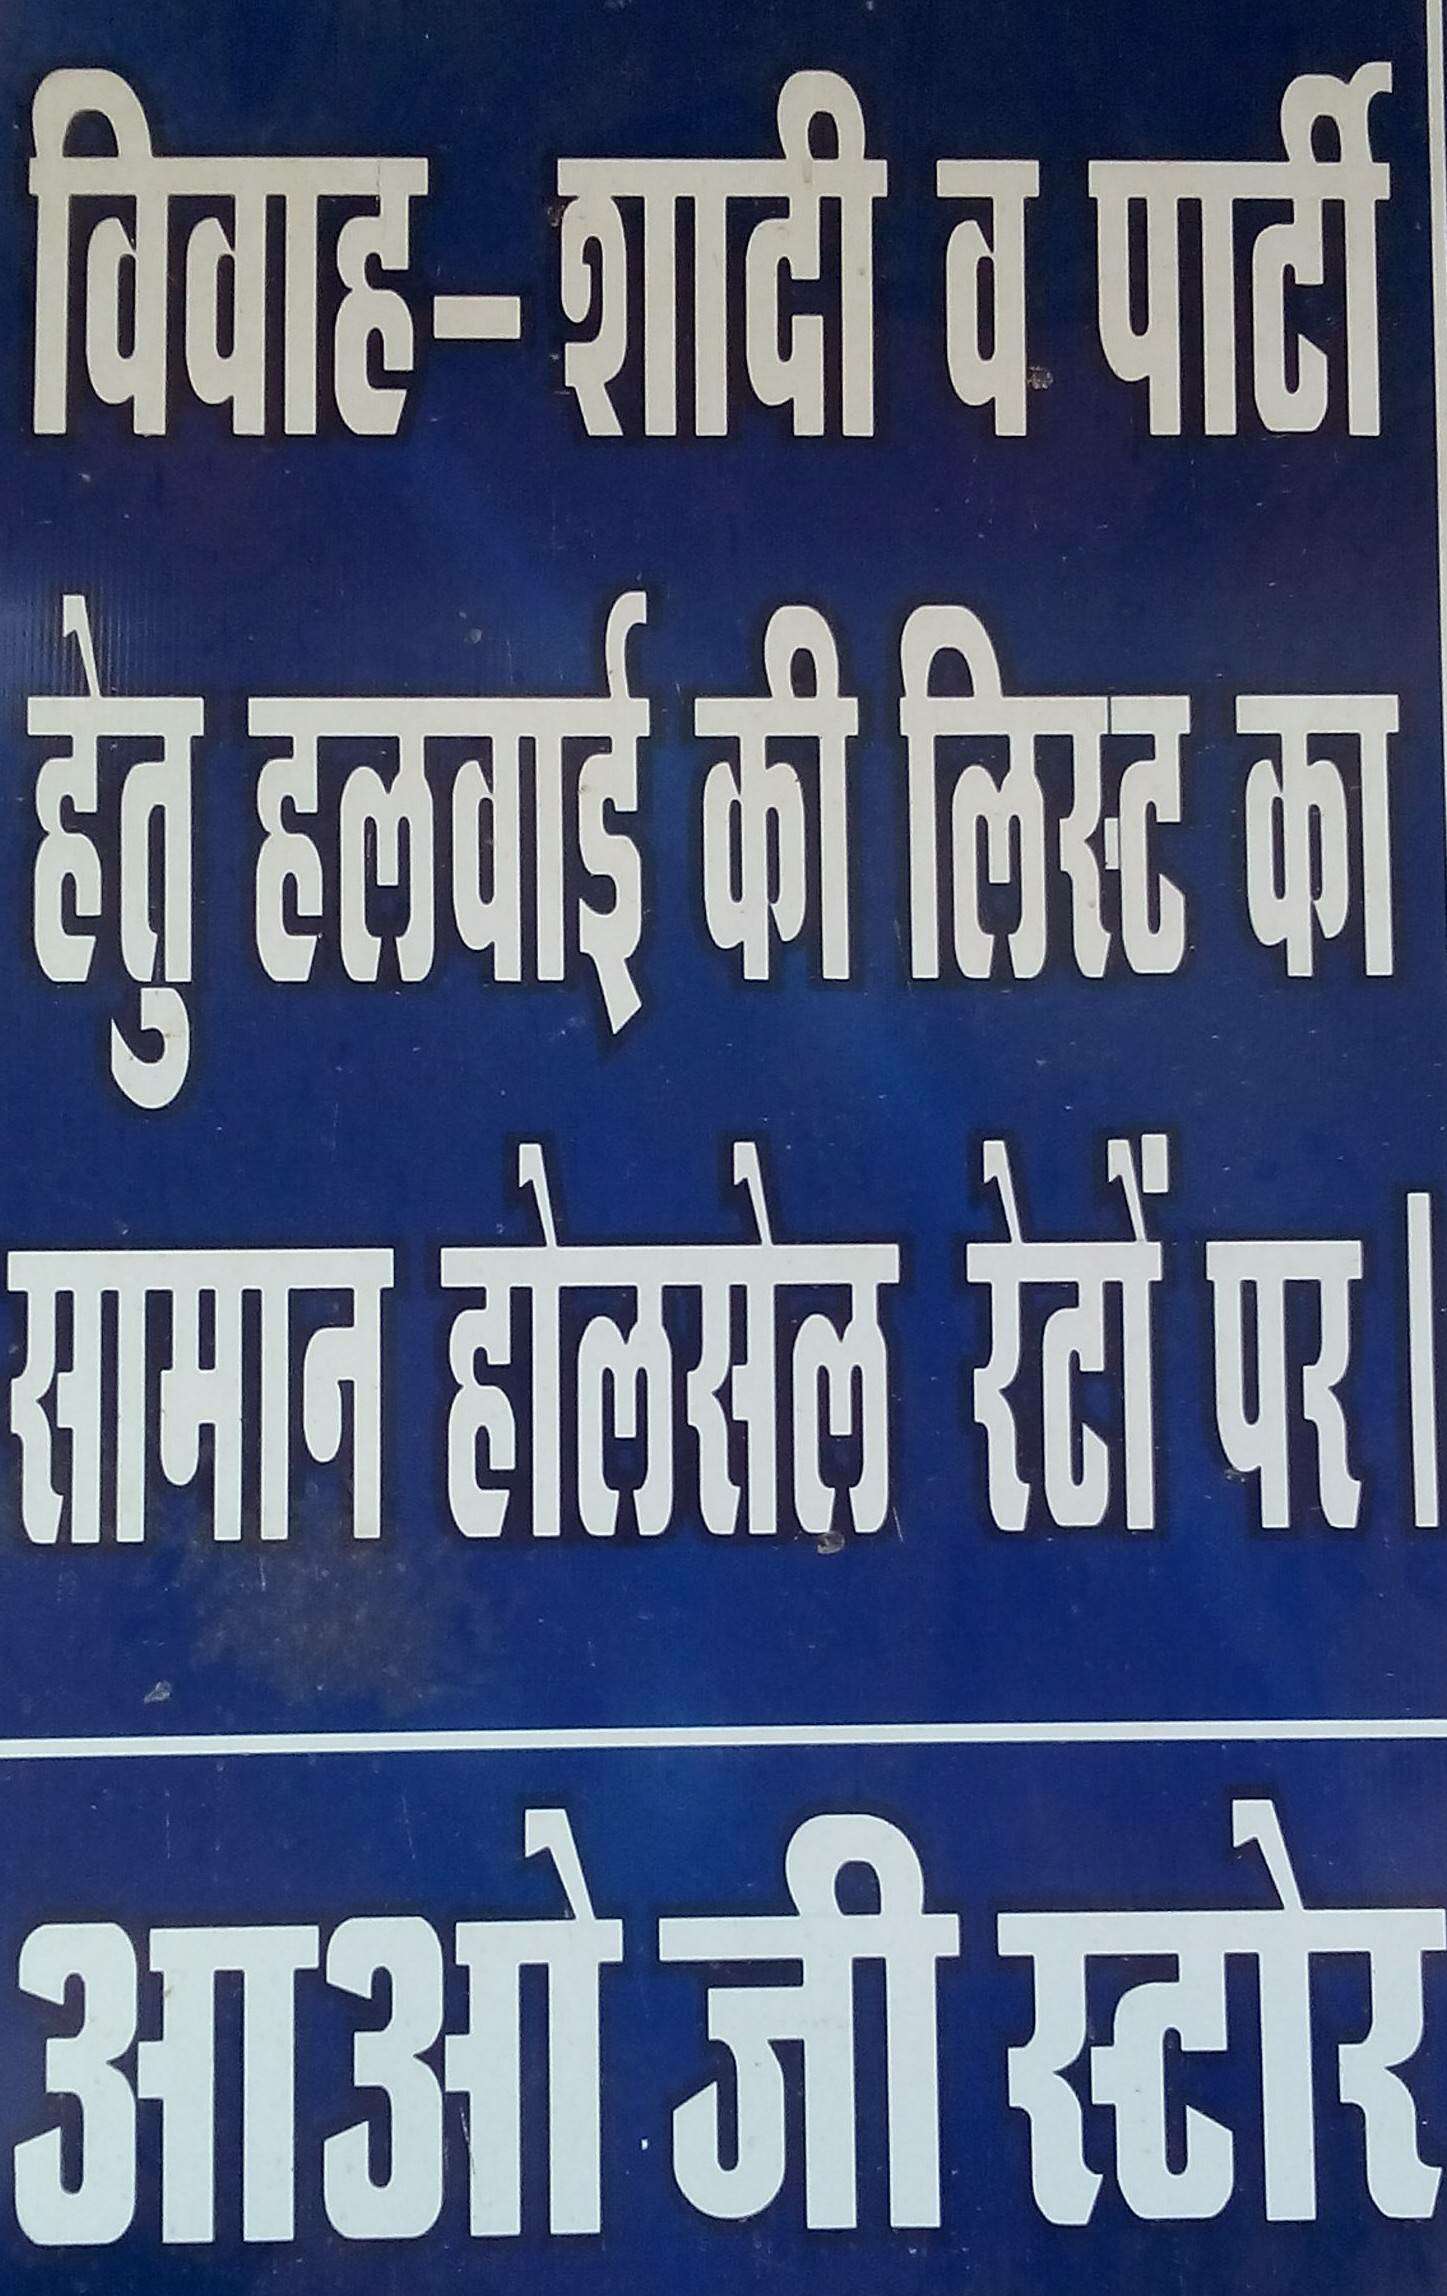 विवाह-शादी व पार्टी
हेतु हलवाई की लिस्ट का
सामान होलसेल रेटों पर।
आओ जी स्टोर